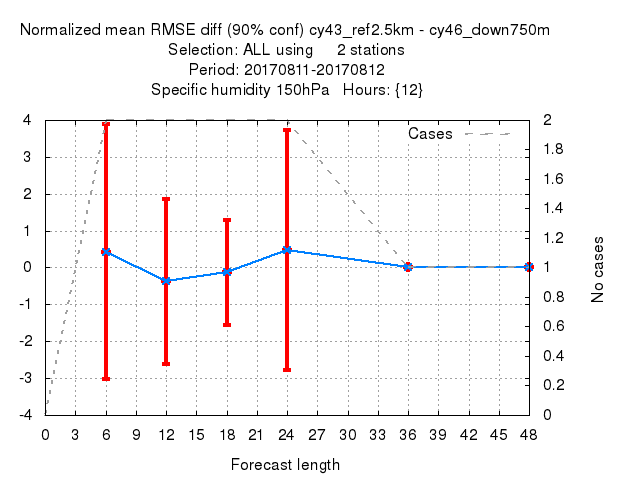 Normalized mean RMSE diff (90% conf) cy43_ref2.5km - cy46_down750m
Selection: ALL using 2 stations
Period: 20170811-20170812
Specific humidity 150hPa Hours: {12}
Cases
4
3
2
1
0
-1
-2
-3
-4
2
1.8
1.6
1.4
1.2
1
0.8
0.6
0.4
0.2
0
No cases
0 3 6 9 12 15 18 21 24 27 30 33 36 39 42 45 48
Forecast length